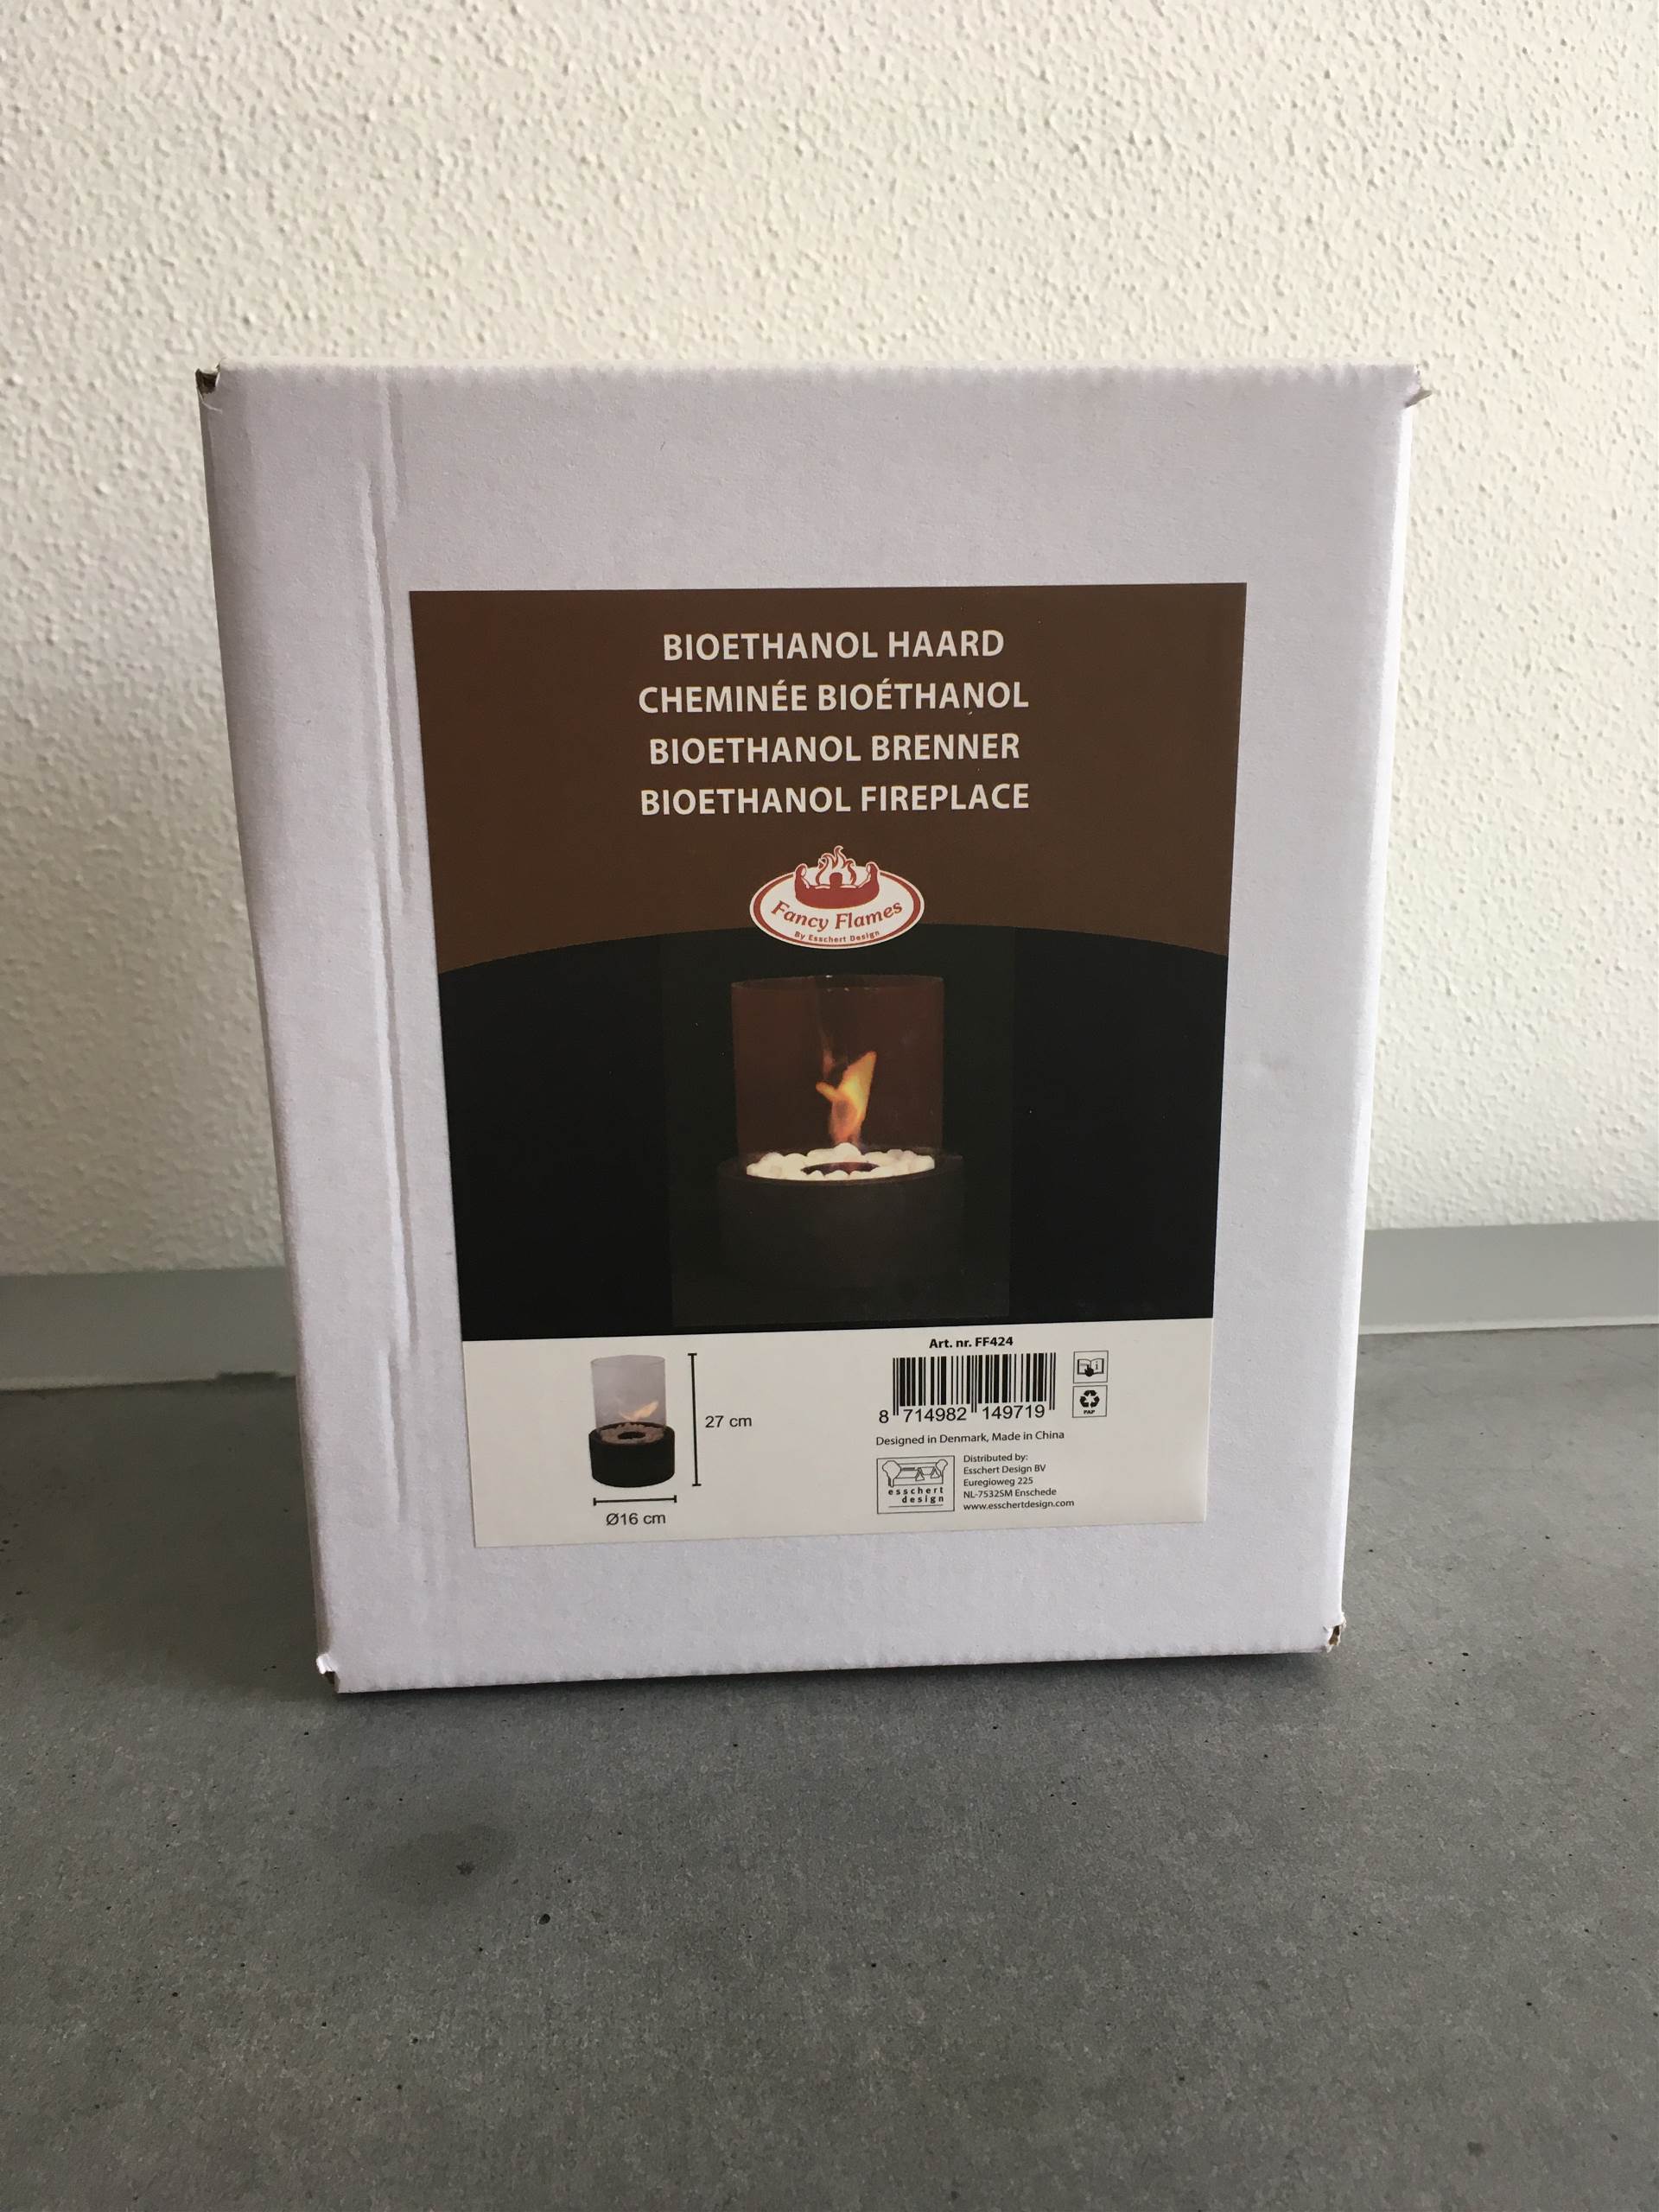 BIOETHANOL HAARD
CHEMINÉE BIOÉTHANOL
BIOETHANOL BRENNER
BIOETHANOL FIREPLACE
Fancy Flames
By Esschert Design
27 cm
Ø16 cm
Art. nr. FF424
8 714982 149719
PAP
Designed in Denmark, Made in China
esschert
design
Distributed by:
Esschert Design BV
Euregioweg 225
NL-7532SM Enschede
www.esschertdesign.com